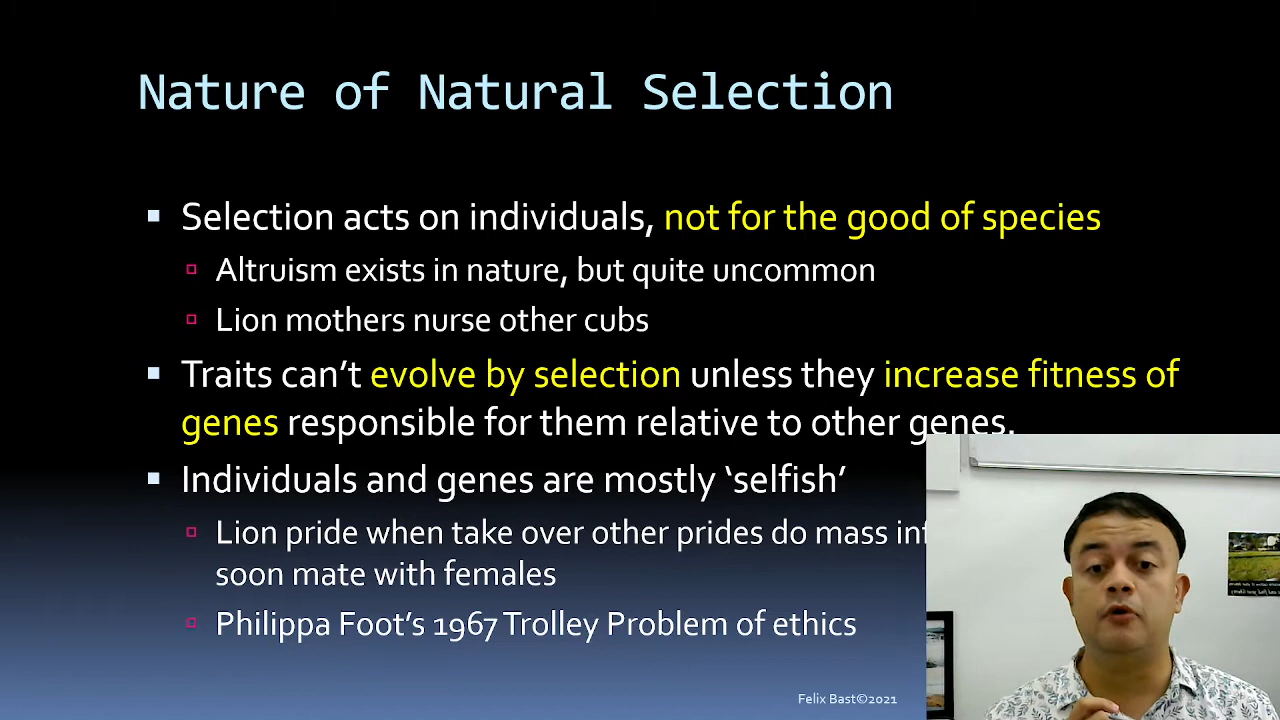 Nature of Natural Selection
Selection acts on individuals, not for the good of species
Altruism exists in nature, but quite uncommon
Lion mothers nurse other cubs
Traits can't evolve by selection unless they increase fitness of
genes responsible for them relative to other genes.
Individuals and genes are mostly ‘selfish’
Lion pride when take over other prides do mass
soon mate with females
Philippa Foot's 1967 Trolley Problem of ethics
Felix Bast©2021